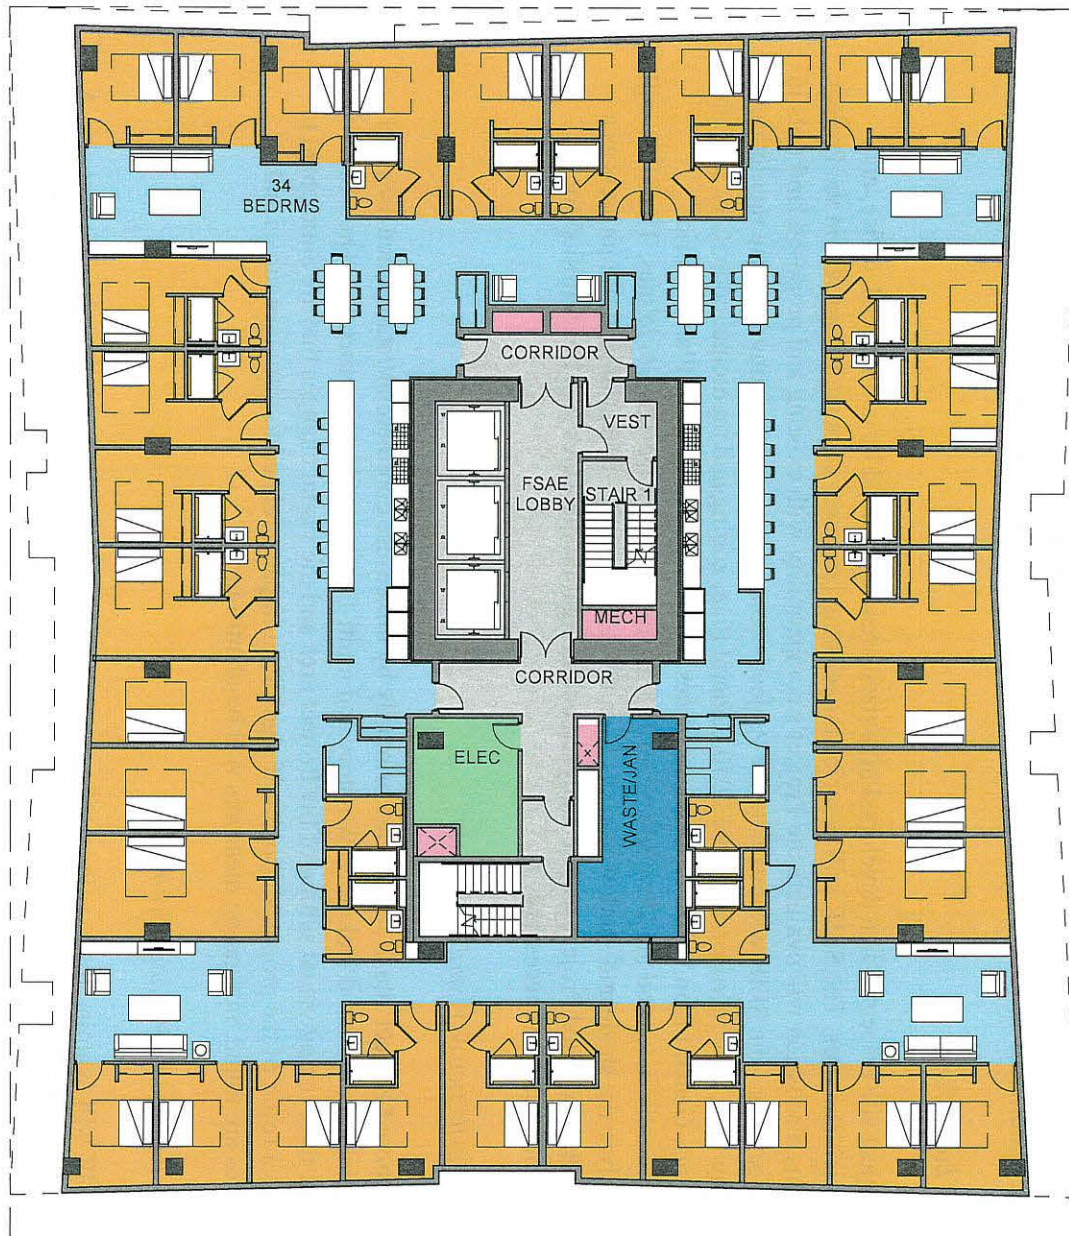 34
BEDRMS
CORRIDOR
VEST
FSAE
LOBBY
STAIR 1
MECH
CORRIDOR
ELEC
WASTE/JAN